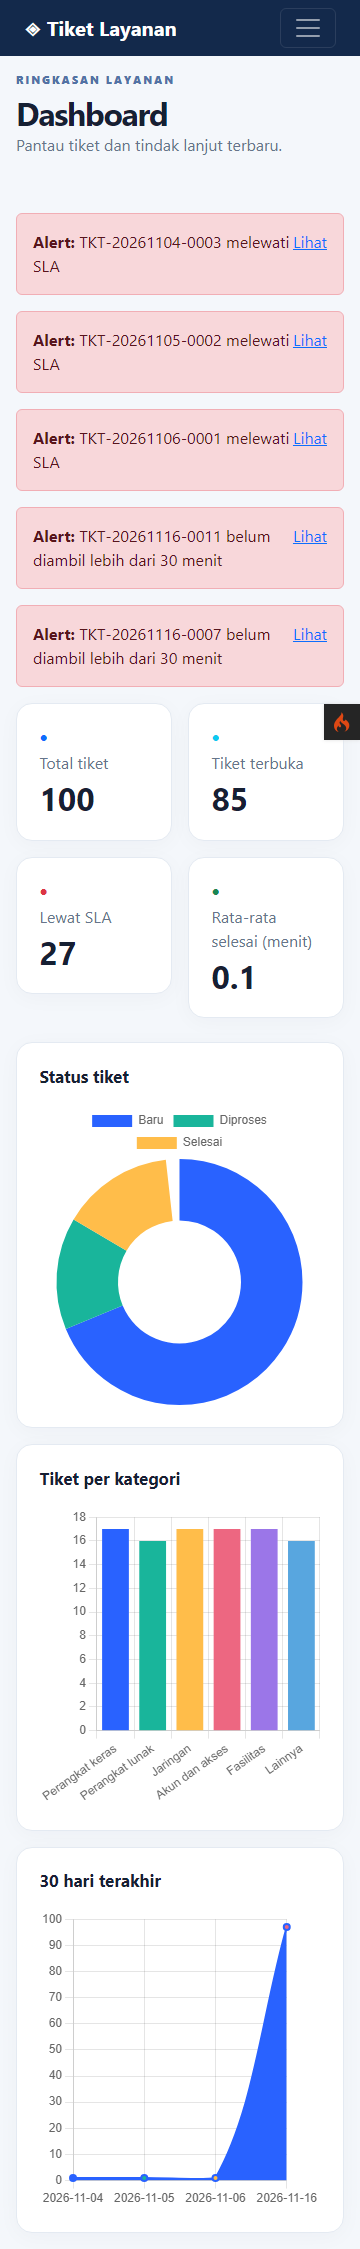 Tiket Layanan
RINGKASAN LAYANAN
Dashboard
Pantau tiket dan tindak lanjut terbaru.
Alert: TKT-20261104-0003 melewati SLA
Lihat
Alert: TKT-20261105-0002 melewati SLA
Lihat
Alert: TKT-20261106-0001 melewati SLA
Lihat
Alert: TKT-20261116-0011 belum
diambil lebih dari 30 menit
Lihat
Alert: TKT-20261116-0007 belum
diambil lebih dari 30 menit
Lihat
Total tiket
100
Tiket terbuka
85
Lewat SLA
27
Rata-rata
selesai (menit)
0.1
Status tiket
Baru
Diproses
Selesai
Tiket per kategori
18
16
14
12
10
8
6
4
2
0
Perangkat keras
Perangkat lunak
Jaringan
Akun dan akses
Fasilitas
Lainnya
30 hari terakhir
100
90
80
70
60
50
40
30
20
10
0
2026-11-04
2026-11-05
2026-11-06
2026-11-16